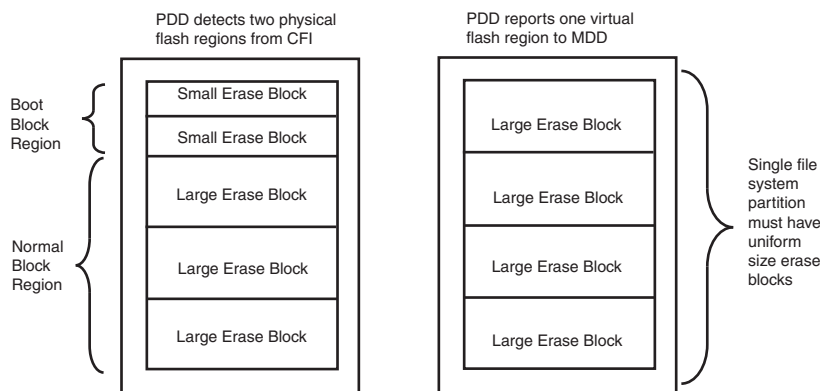 PDD detects two physical
flash regions from CFI
Boot
Block
Region
Small Erase Block
Small Erase Block
Normal
Block
Region
Large Erase Block
Large Erase Block
Large Erase Block
PDD reports one virtual
flash region to MDD
Large Erase Block
Large Erase Block
Large Erase Block
Large Erase Block
Single file
system
partition
must have
uniform
size erase
blocks